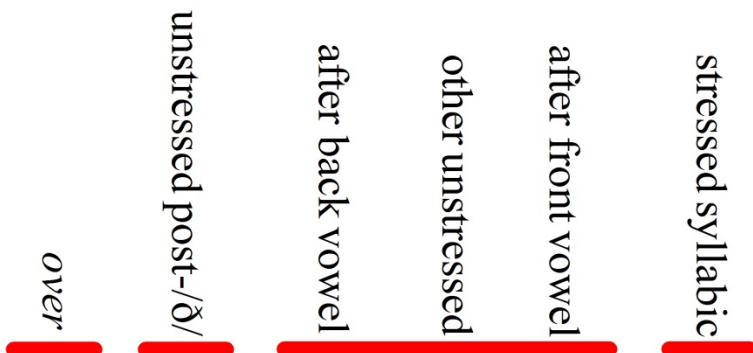 over
unstressed post-/ð/
after back vowel
other unstressed
after front vowel
stressed syllabic